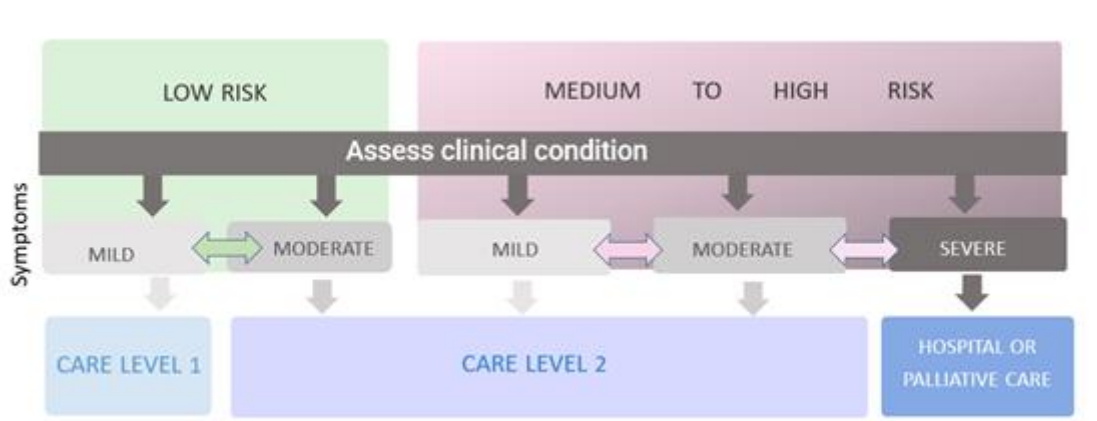 LOW RISK
MEDIUM TO HIGH RISK
Assess clinical condition
Symptoms
MILD
MODERATE
MILD
MODERATE
SEVERE
CARE LEVEL 1
CARE LEVEL 2
HOSPITAL OR
PALLIATIVE CARE